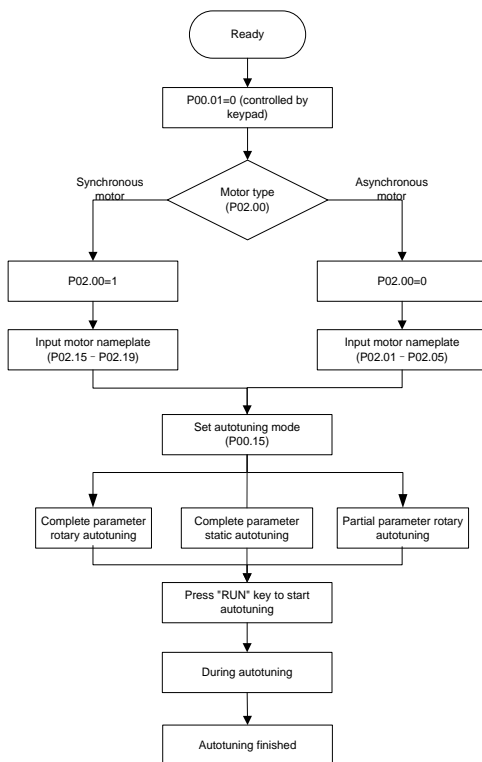 Ready
P00.01=0 (controlled by
keypad)
Synchronous
motor
Motor type
(P02.00)
Asynchronous
motor
P02.00=1
P02.00=0
Input motor nameplate
(P02.15–P02.19)
Input motor nameplate
(P02.01–P02.05)
Set autotuning mode
(P00.15)
Complete parameter
rotary autotuning
Complete parameter
static autotuning
Partial parameter rotary
autotuning
Press "RUN" key to start
autotuning
During autotuning
Autotuning finished